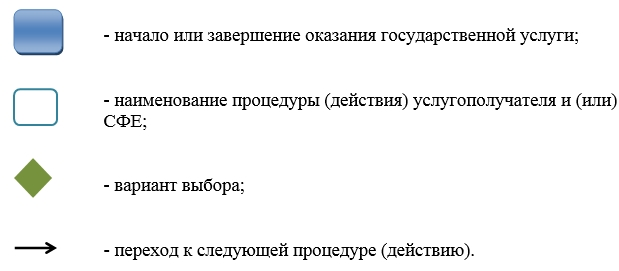 - начало или завершение оказания государственной услуги;
- наименование процедуры (действия) услугополучателя и (или)
СФЕ;
- вариант выбора;
- переход к следующей процедуре (действию).